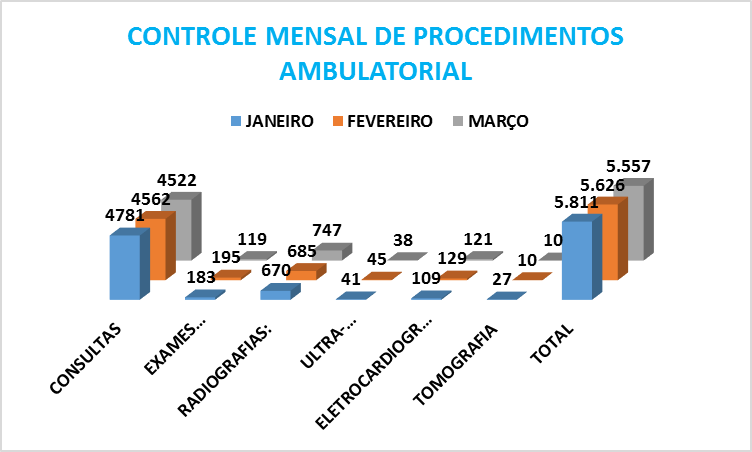 CONTROLE MENSAL DE PROCEDIMENTOS
AMBULATORIAL
JANEIRO FEVEREIRO MARÇO
4781 4562 4522
183 195 119
670 685 747
41 45 38
109 129 121
27 10 10
5.811 5.626 5.557
CONSULTAS
EXAMES...
RADIOGRAFIAS:
ULTRA-...
ELETROCARDIOGR...
TOMOGRAFIA
TOTAL